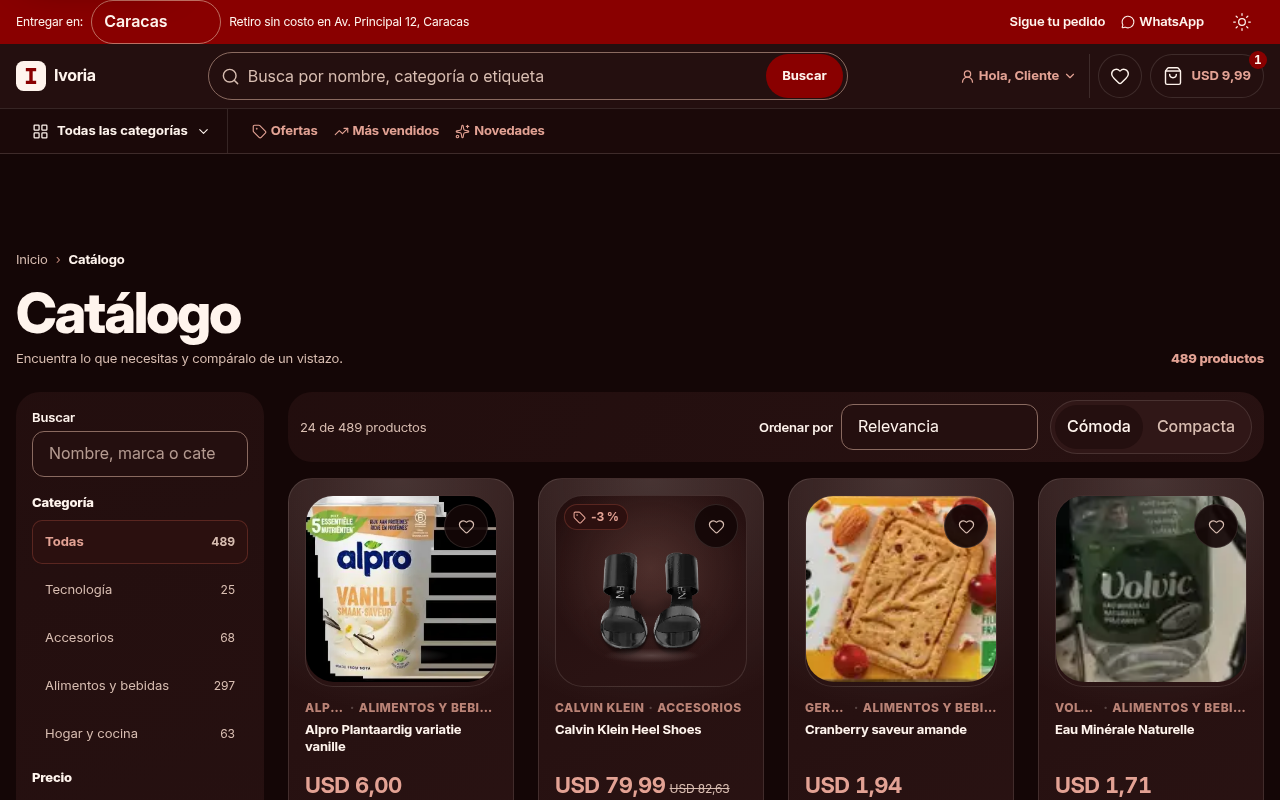 Entregar en: Caracas Retiro sin costo en Av. Principal 12, Caracas Sigue tu pedido WhatsApp
I Ivoria Busca por nombre, categoría o etiqueta Buscar Hola, Cliente USD 9,99 1
Todas las categorías Ofertas Más vendidos Novedades
Inicio › Catálogo
Catálogo
Encuentra lo que necesitas y compáralo de un vistazo. 489 productos
Buscar
Nombre, marca o cate
Categoría
Todas 489
Tecnología 25
Accesorios 68
Alimentos y bebidas 297
Hogar y cocina 63
Precio
24 de 489 productos Ordenar por Relevancia Cómoda Compacta
5 ESSENTIËLE
alpro
VANILLE
SMAAK-SAVEUR
ALP... · ALIMENTOS Y BEBI...
Alpro Plantaardig variatie
vanille
USD 6,00
-3 %
CALVIN KLEIN · ACCESORIOS
Calvin Klein Heel Shoes
USD 79,99 USD 82,63
GER... · ALIMENTOS Y BEBI...
Cranberry saveur amande
USD 1,94
Volvic
EAU MINÉRALE
NATURELLE
VOL... · ALIMENTOS Y BEBI...
Eau Minérale Naturelle
USD 1,71